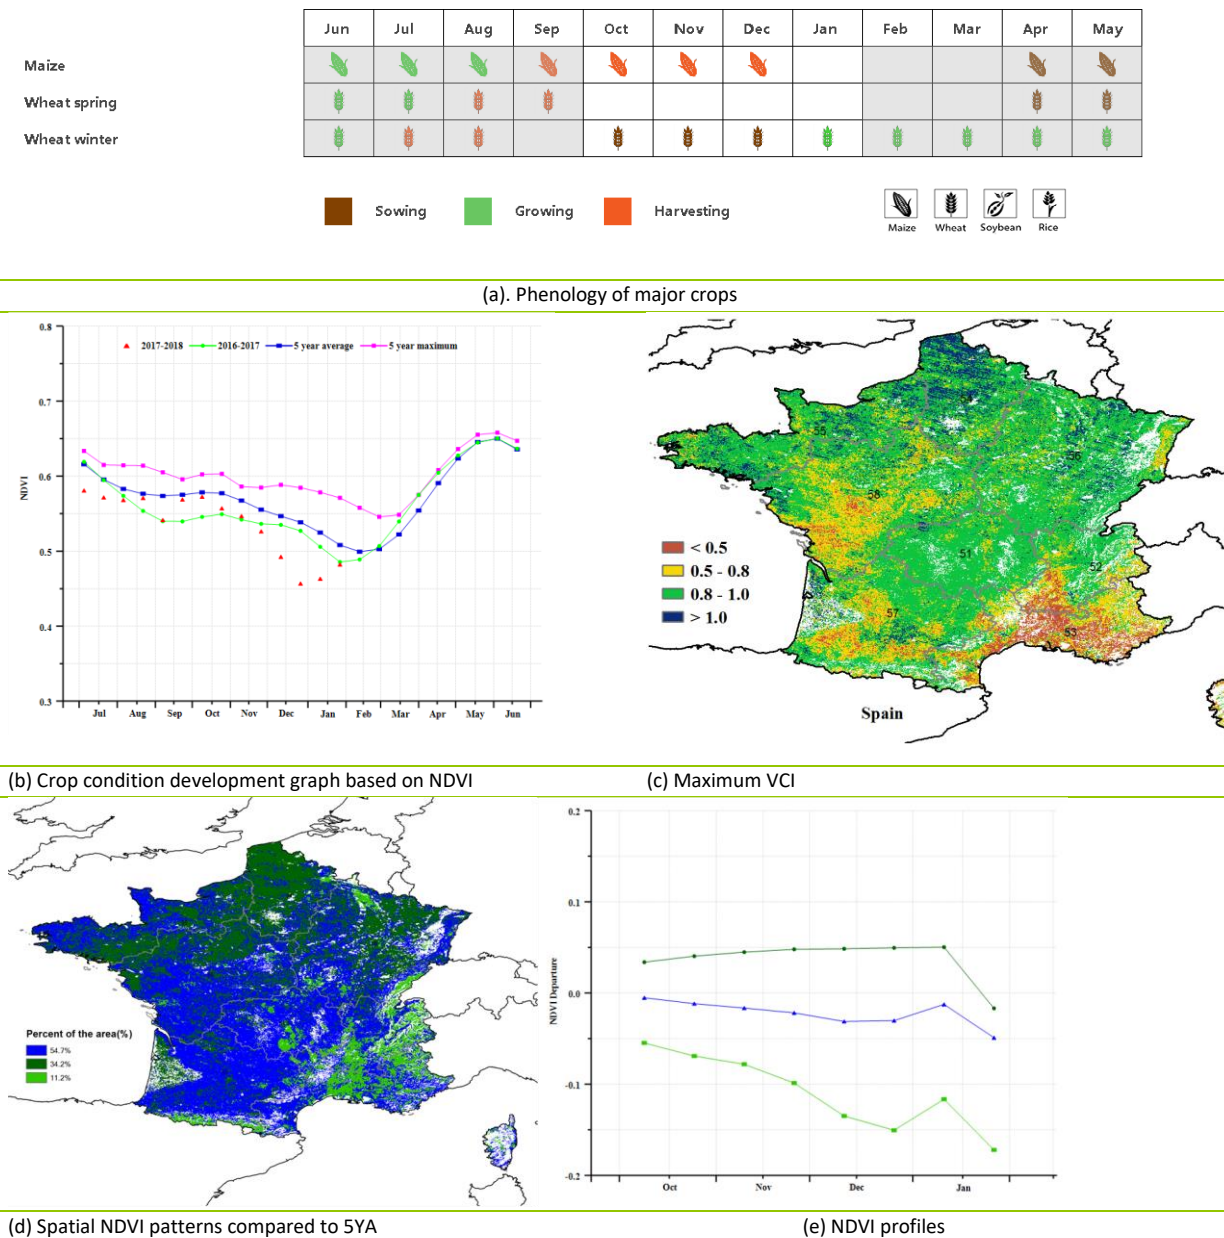 Jun Jul Aug Sep Oct Nov Dec Jan Feb Mar Apr May
Maize
Wheat spring
Wheat winter
Sowing Growing Harvesting
Maize Wheat Soybean Rice
(a). Phenology of major crops
0.8
0.7
0.6
0.5
0.4
0.3
NDVI
2017-2018 2016-2017 5 year average 5 year maximum
Jul Aug Sep Oct Nov Dec Jan Feb Mar Apr May Jun
55
56
58
51
52
57
53
< 0.5
0.5 - 0.8
0.8 - 1.0
> 1.0
Spain
(b) Crop condition development graph based on NDVI (c) Maximum VCI
Percent of the area(%)
54.7%
34.2%
11.2%
0.2
0.1
0.0
-0.1
-0.2
NDVI Departure
Oct Nov Dec Jan
(d) Spatial NDVI patterns compared to 5YA (e) NDVI profiles